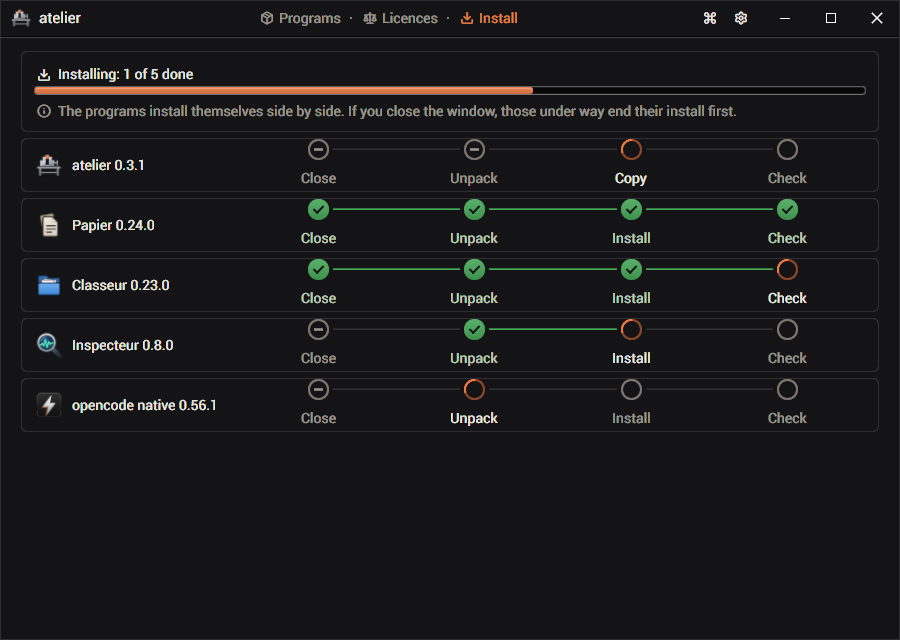 atelier
Programs · Licences · Install
Installing: 1 of 5 done
The programs install themselves side by side. If you close the window, those under way end their install first.
atelier 0.3.1
Close Unpack Copy Check
Papier 0.24.0
Close Unpack Install Check
Classeur 0.23.0
Close Unpack Install Check
Inspecteur 0.8.0
Close Unpack Install Check
opencode native 0.56.1
Close Unpack Install Check